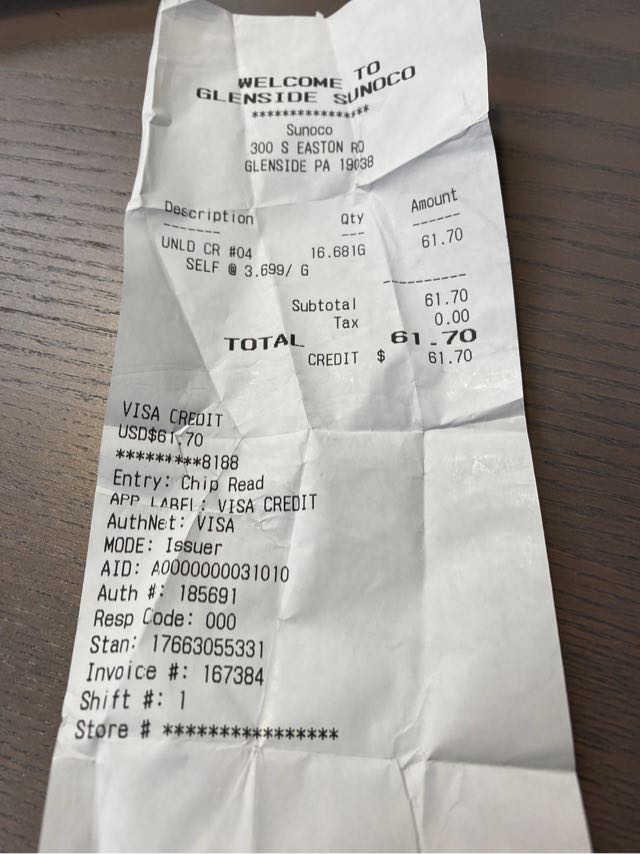 WELCOME TO
GLENSIDE SUNOCO
****************
Sunoco
300 S EASTON RD
GLENSIDE PA 19038
Description Qty Amount
------- --- ------
UNLD CR #04 16.681G 61.70
SELF @ 3.699/ G
----------
Subtotal 61.70
Tax 0.00
TOTAL 61.70
CREDIT $ 61.70
VISA CREDIT
USD$61.70
*********8188
Entry: Chip Read
APP LABEL: VISA CREDIT
AuthNet: VISA
MODE: Issuer
AID: A0000000031010
Auth #: 185691
Resp Code: 000
Stan: 17663055331
Invoice #: 167384
Shift #: 1
Store # ****************